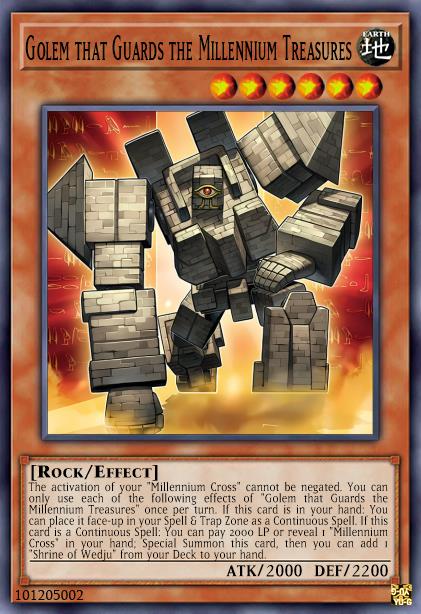 GOLEM THAT GUARDS THE MILLENNIUM TREASURES
EARTH
地
[ROCK/EFFECT]
The activation of your "Millennium Cross" cannot be negated. You can
only use each of the following effects of "Golem that Guards the
Millennium Treasures" once per turn. If this card is in your hand: You
can place it face-up in your Spell & Trap Zone as a Continuous Spell. If this
card is a Continuous Spell: You can pay 2000 LP or reveal 1 "Millennium
Cross" in your hand; Special Summon this card, then you can add 1
"Shrine of Wedju" from your Deck to your hand.
ATK/2000 DEF/2200
101205002